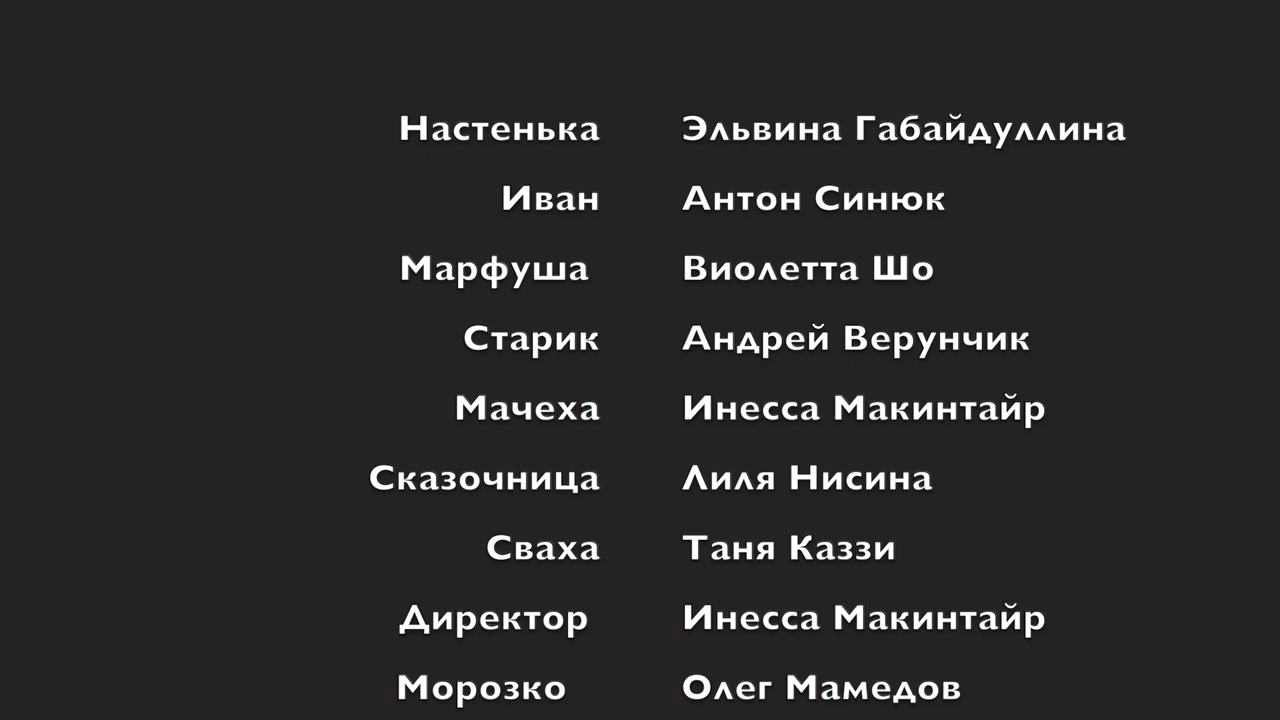 Настенька Эльвина Габайдуллина
Иван Антон Синюк
Марфуша Виолетта Шо
Старик Андрей Верунчик
Мачеха Инесса Макинтайр
Сказочница Лиля Нисина
Сваха Таня Каззи
Директор Инесса Макинтайр
Морозко Олег Мамедов